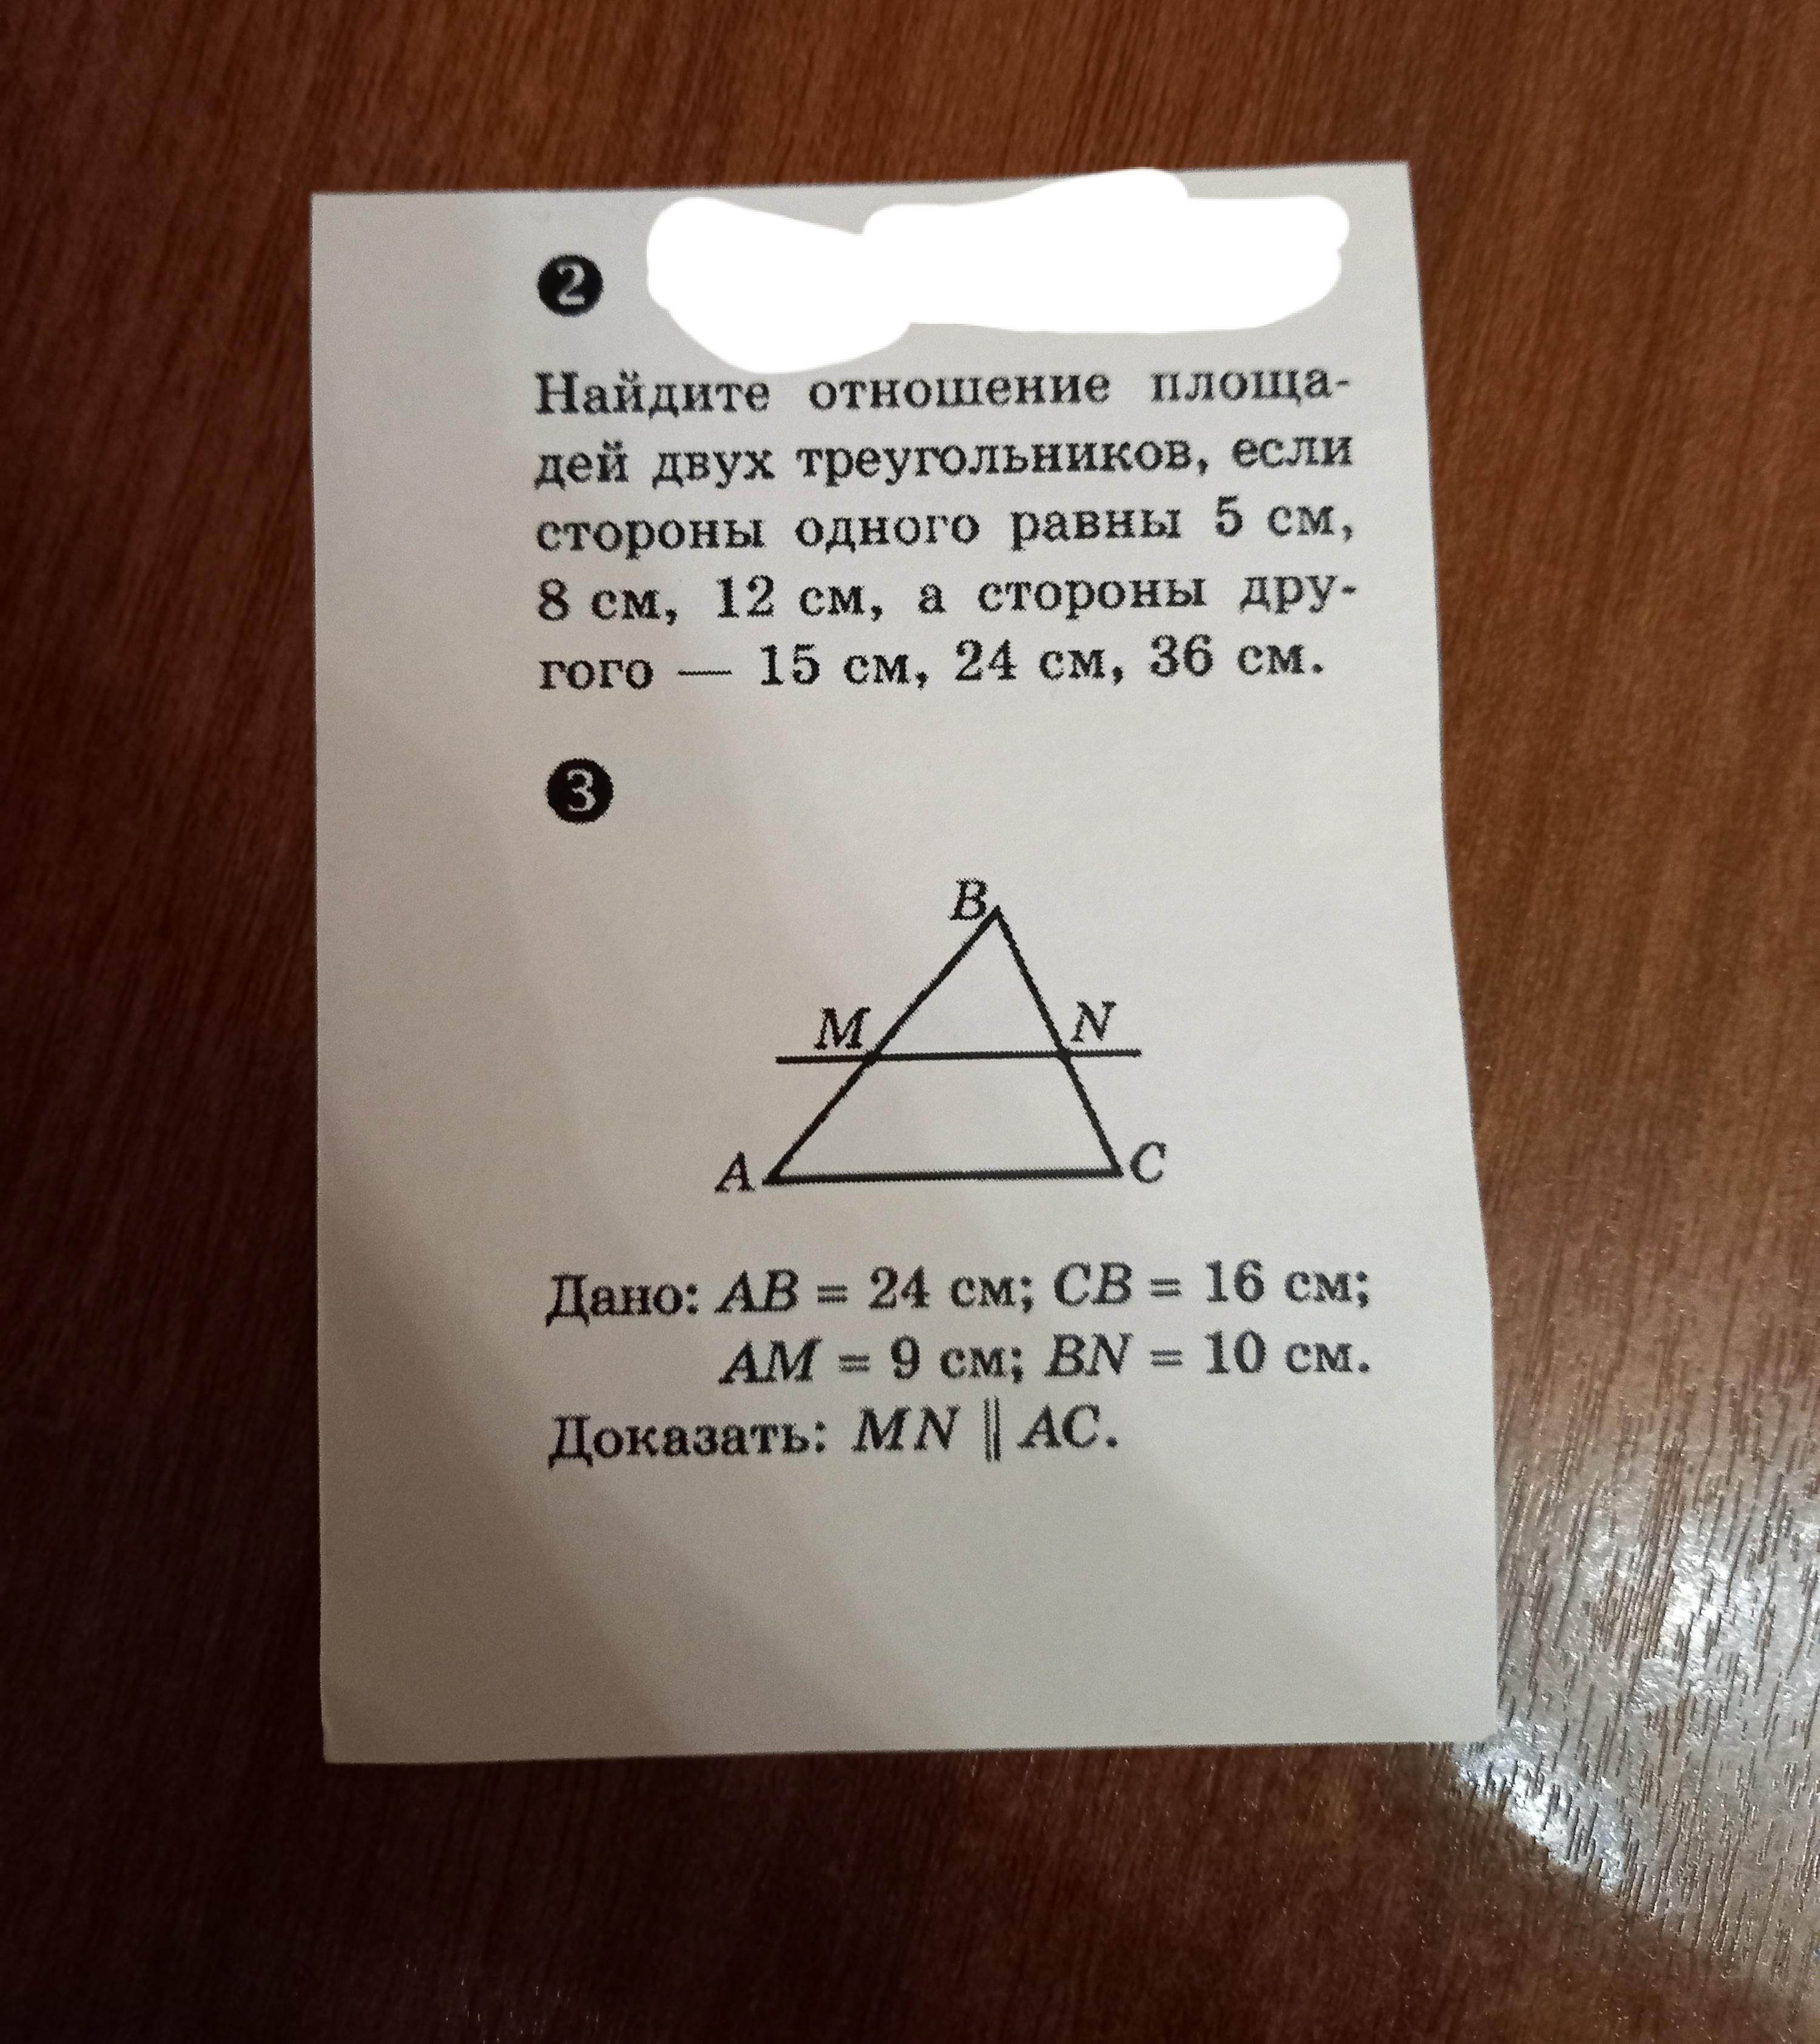 2
Найдите отношение площа-
дей двух треугольников, если
стороны одного равны 5 см,
8 см, 12 см, а стороны дру-
гого — 15 см, 24 см, 36 см.
3
B
M N
A C
Дано: AB = 24 см; CB = 16 см;
AM = 9 см; BN = 10 см.
Доказать: MN || AC.